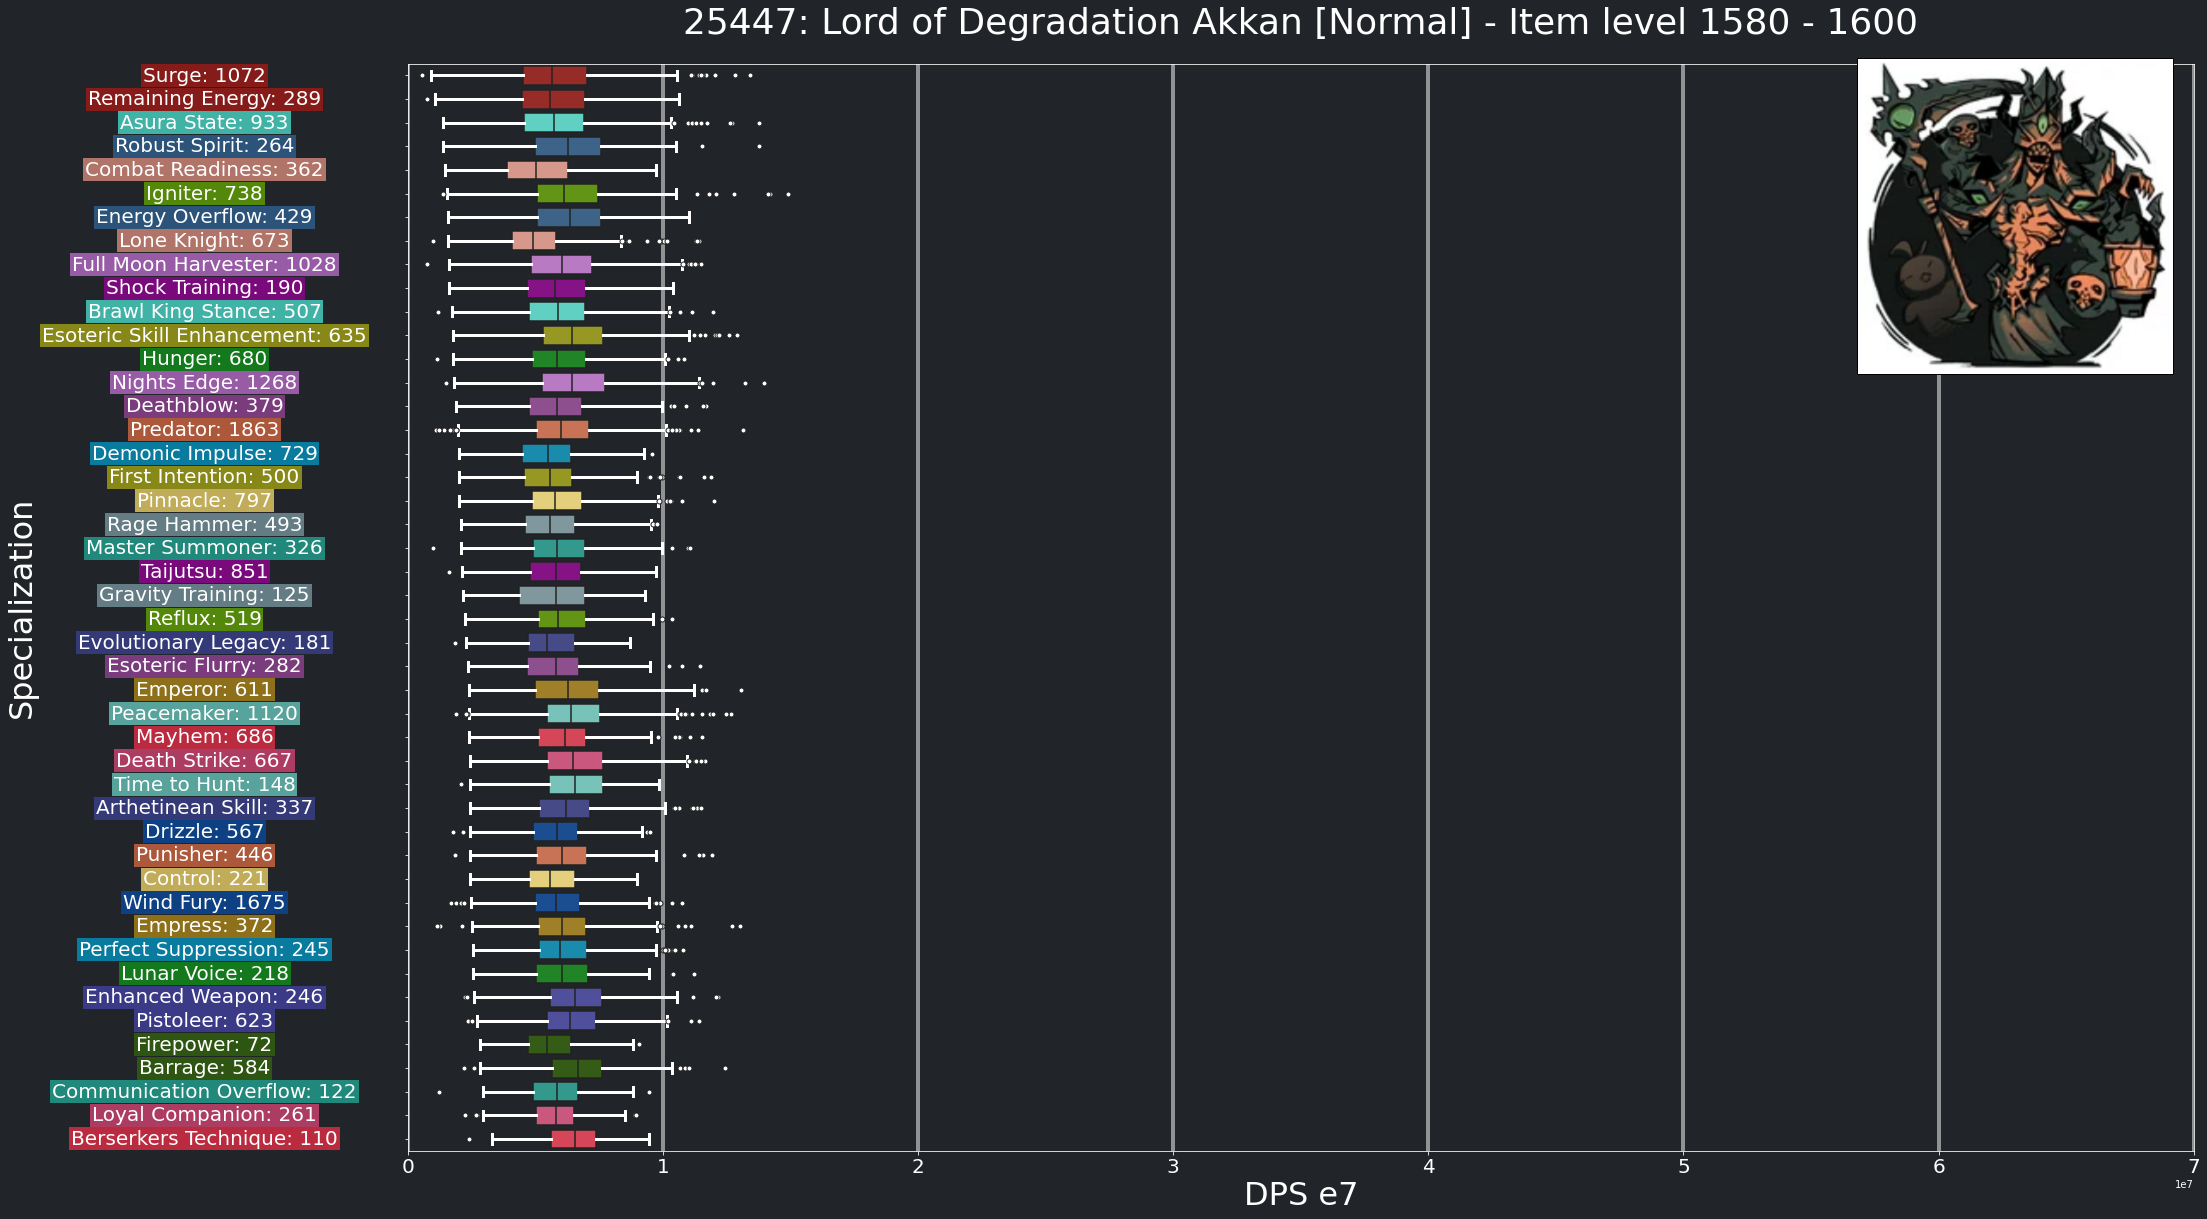 25447: Lord of Degradation Akkan [Normal] - Item level 1580 - 1600
Surge: 1072
Remaining Energy: 289
Asura State: 933
Robust Spirit: 264
Combat Readiness: 362
Igniter: 738
Energy Overflow: 429
Lone Knight: 673
Full Moon Harvester: 1028
Shock Training: 190
Brawl King Stance: 507
Esoteric Skill Enhancement: 635
Hunger: 680
Nights Edge: 1268
Deathblow: 379
Predator: 1863
Demonic Impulse: 729
First Intention: 500
Pinnacle: 797
Rage Hammer: 493
Master Summoner: 326
Taijutsu: 851
Gravity Training: 125
Reflux: 519
Evolutionary Legacy: 181
Esoteric Flurry: 282
Emperor: 611
Peacemaker: 1120
Mayhem: 686
Death Strike: 667
Time to Hunt: 148
Arthetinean Skill: 337
Drizzle: 567
Punisher: 446
Control: 221
Wind Fury: 1675
Empress: 372
Perfect Suppression: 245
Lunar Voice: 218
Enhanced Weapon: 246
Pistoleer: 623
Firepower: 72
Barrage: 584
Communication Overflow: 122
Loyal Companion: 261
Berserkers Technique: 110
Specialization
0 1 2 3 4 5 6 7
DPS e7
1e7